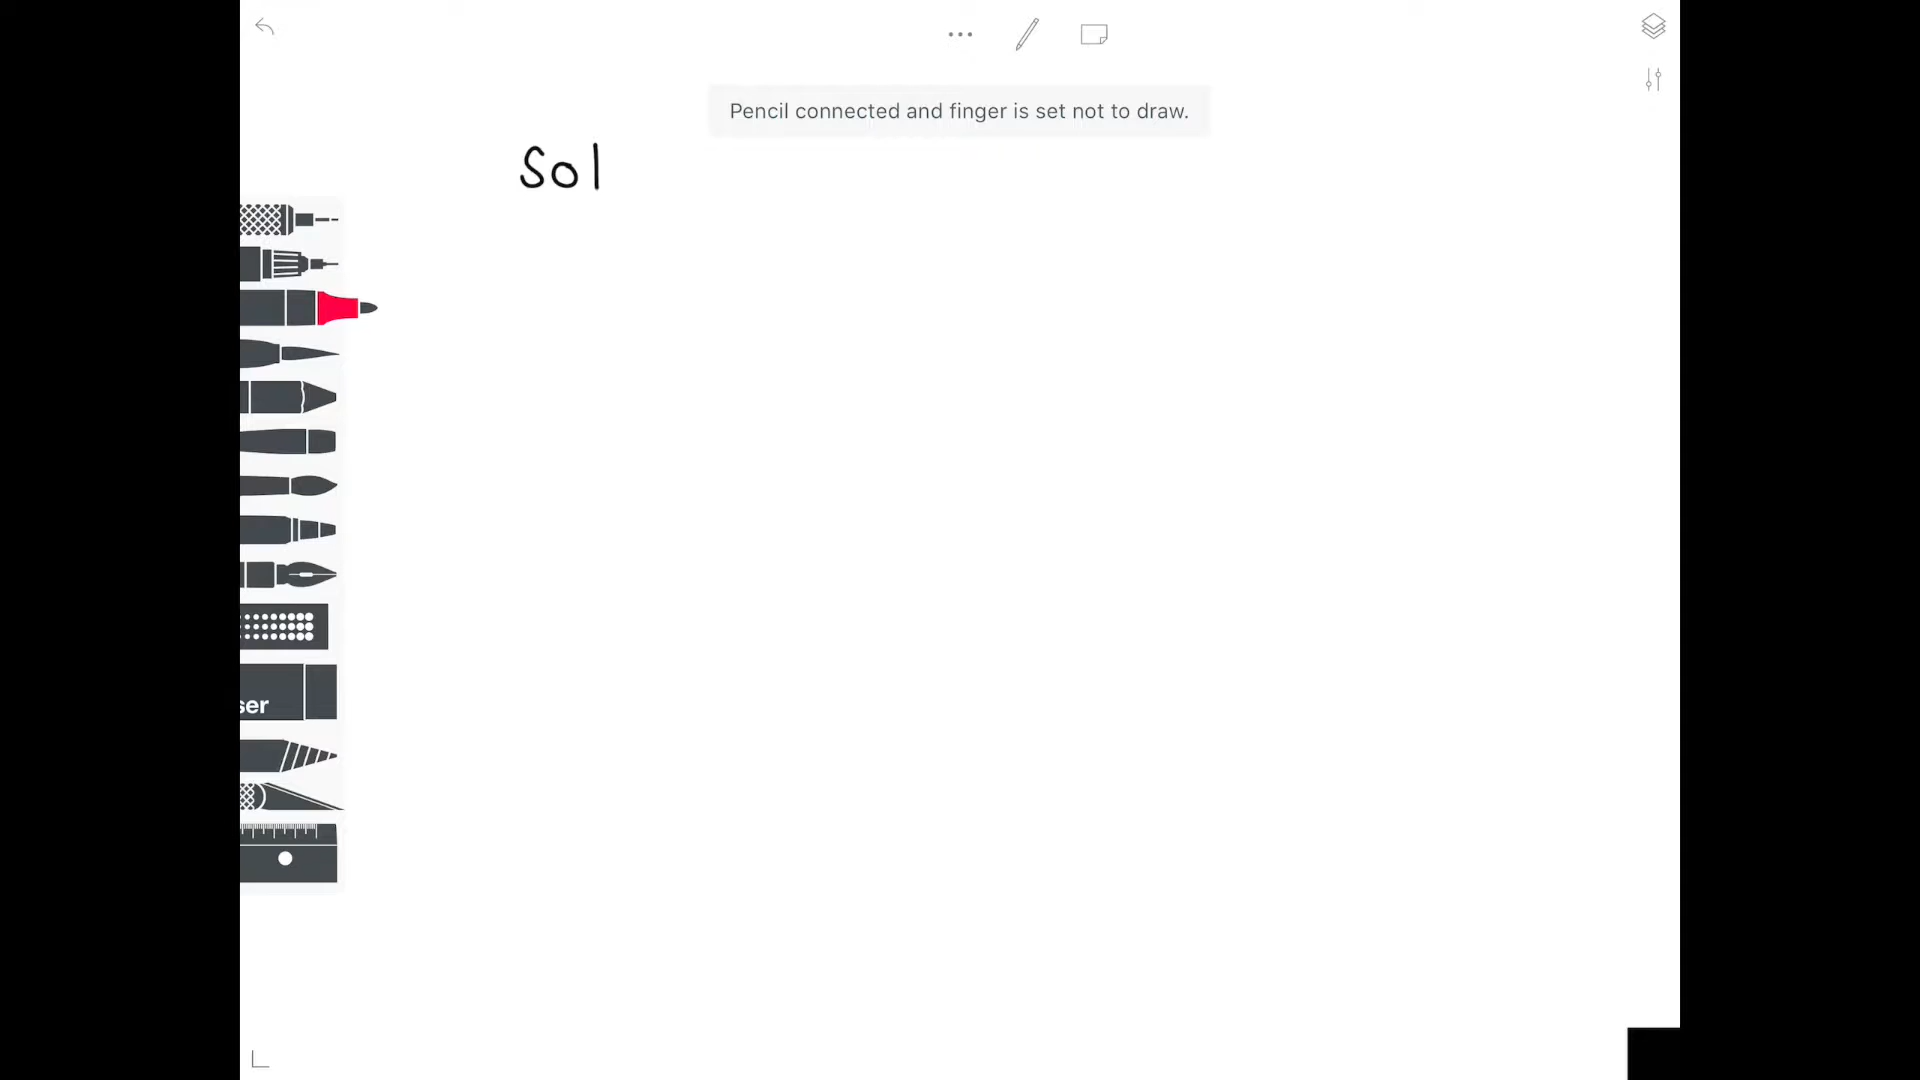 Pencil connected and finger is set not to draw.
Sol
ser